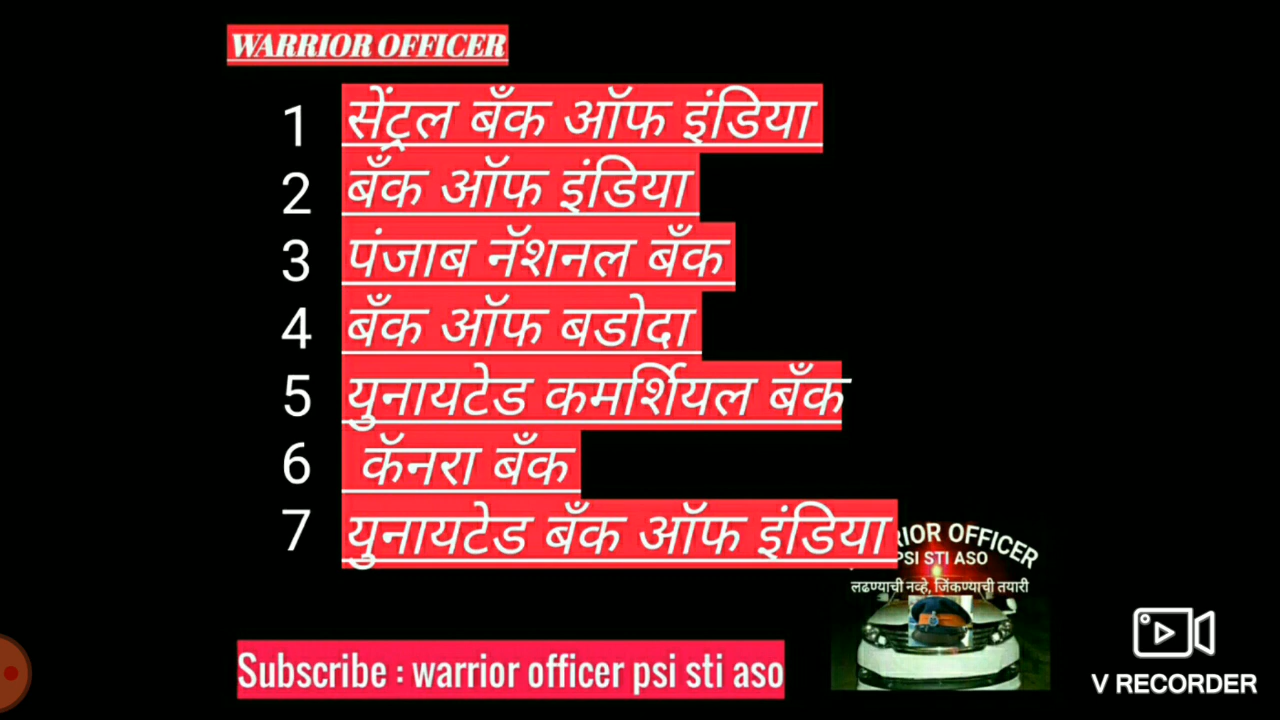 WARRIOR OFFICER
1 सेंट्रल बँक ऑफ इंडिया
2 बँक ऑफ इंडिया
3 पंजाब नॅशनल बँक
4 बँक ऑफ बडोदा
5 युनायटेड कमर्शियल बँक
6 कॅनरा बँक
7 युनायटेड बँक ऑफ इंडिया
RIOR OFFICER
PSI STI ASO
लढण्याची नव्हे, जिंकण्याची तयारी
Subscribe : warrior officer psi sti aso
V RECORDER